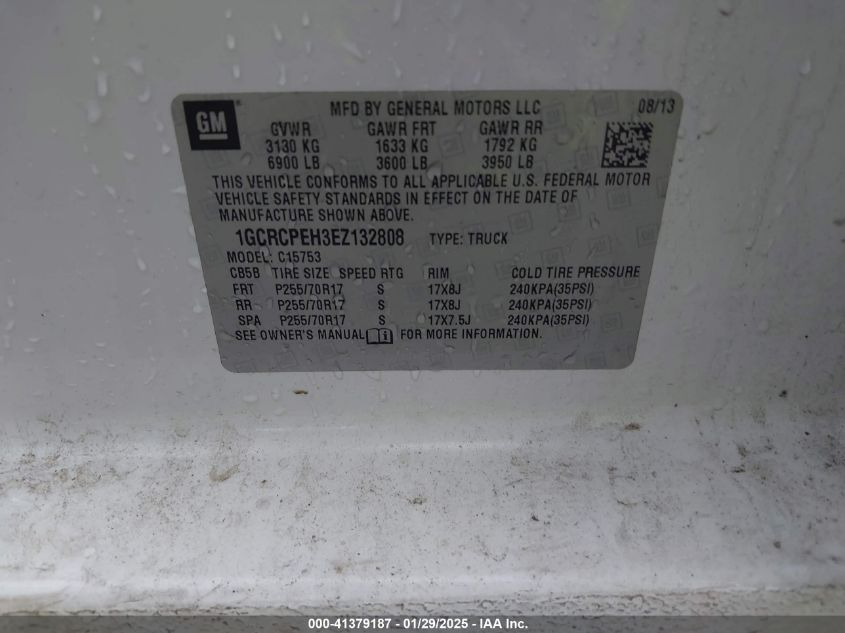 GM
MFD BY GENERAL MOTORS LLC 08/13
GVWR GAWR FRT GAWR RR
3130 KG 1633 KG 1792 KG
6900 LB 3600 LB 3950 LB
THIS VEHICLE CONFORMS TO ALL APPLICABLE U.S. FEDERAL MOTOR
VEHICLE SAFETY STANDARDS IN EFFECT ON THE DATE OF
MANUFACTURE SHOWN ABOVE.
1GCRCPEH3EZ132808 TYPE: TRUCK
MODEL: C15753
CB5B TIRE SIZE SPEED RTG RIM COLD TIRE PRESSURE
FRT P255/70R17 S 17X8J 240KPA(35PSI)
RR P255/70R17 S 17X8J 240KPA(35PSI)
SPA P255/70R17 S 17X7.5J 240KPA(35PSI)
SEE OWNER'S MANUAL FOR MORE INFORMATION.
000-41379187 - 01/29/2025 - IAA Inc.